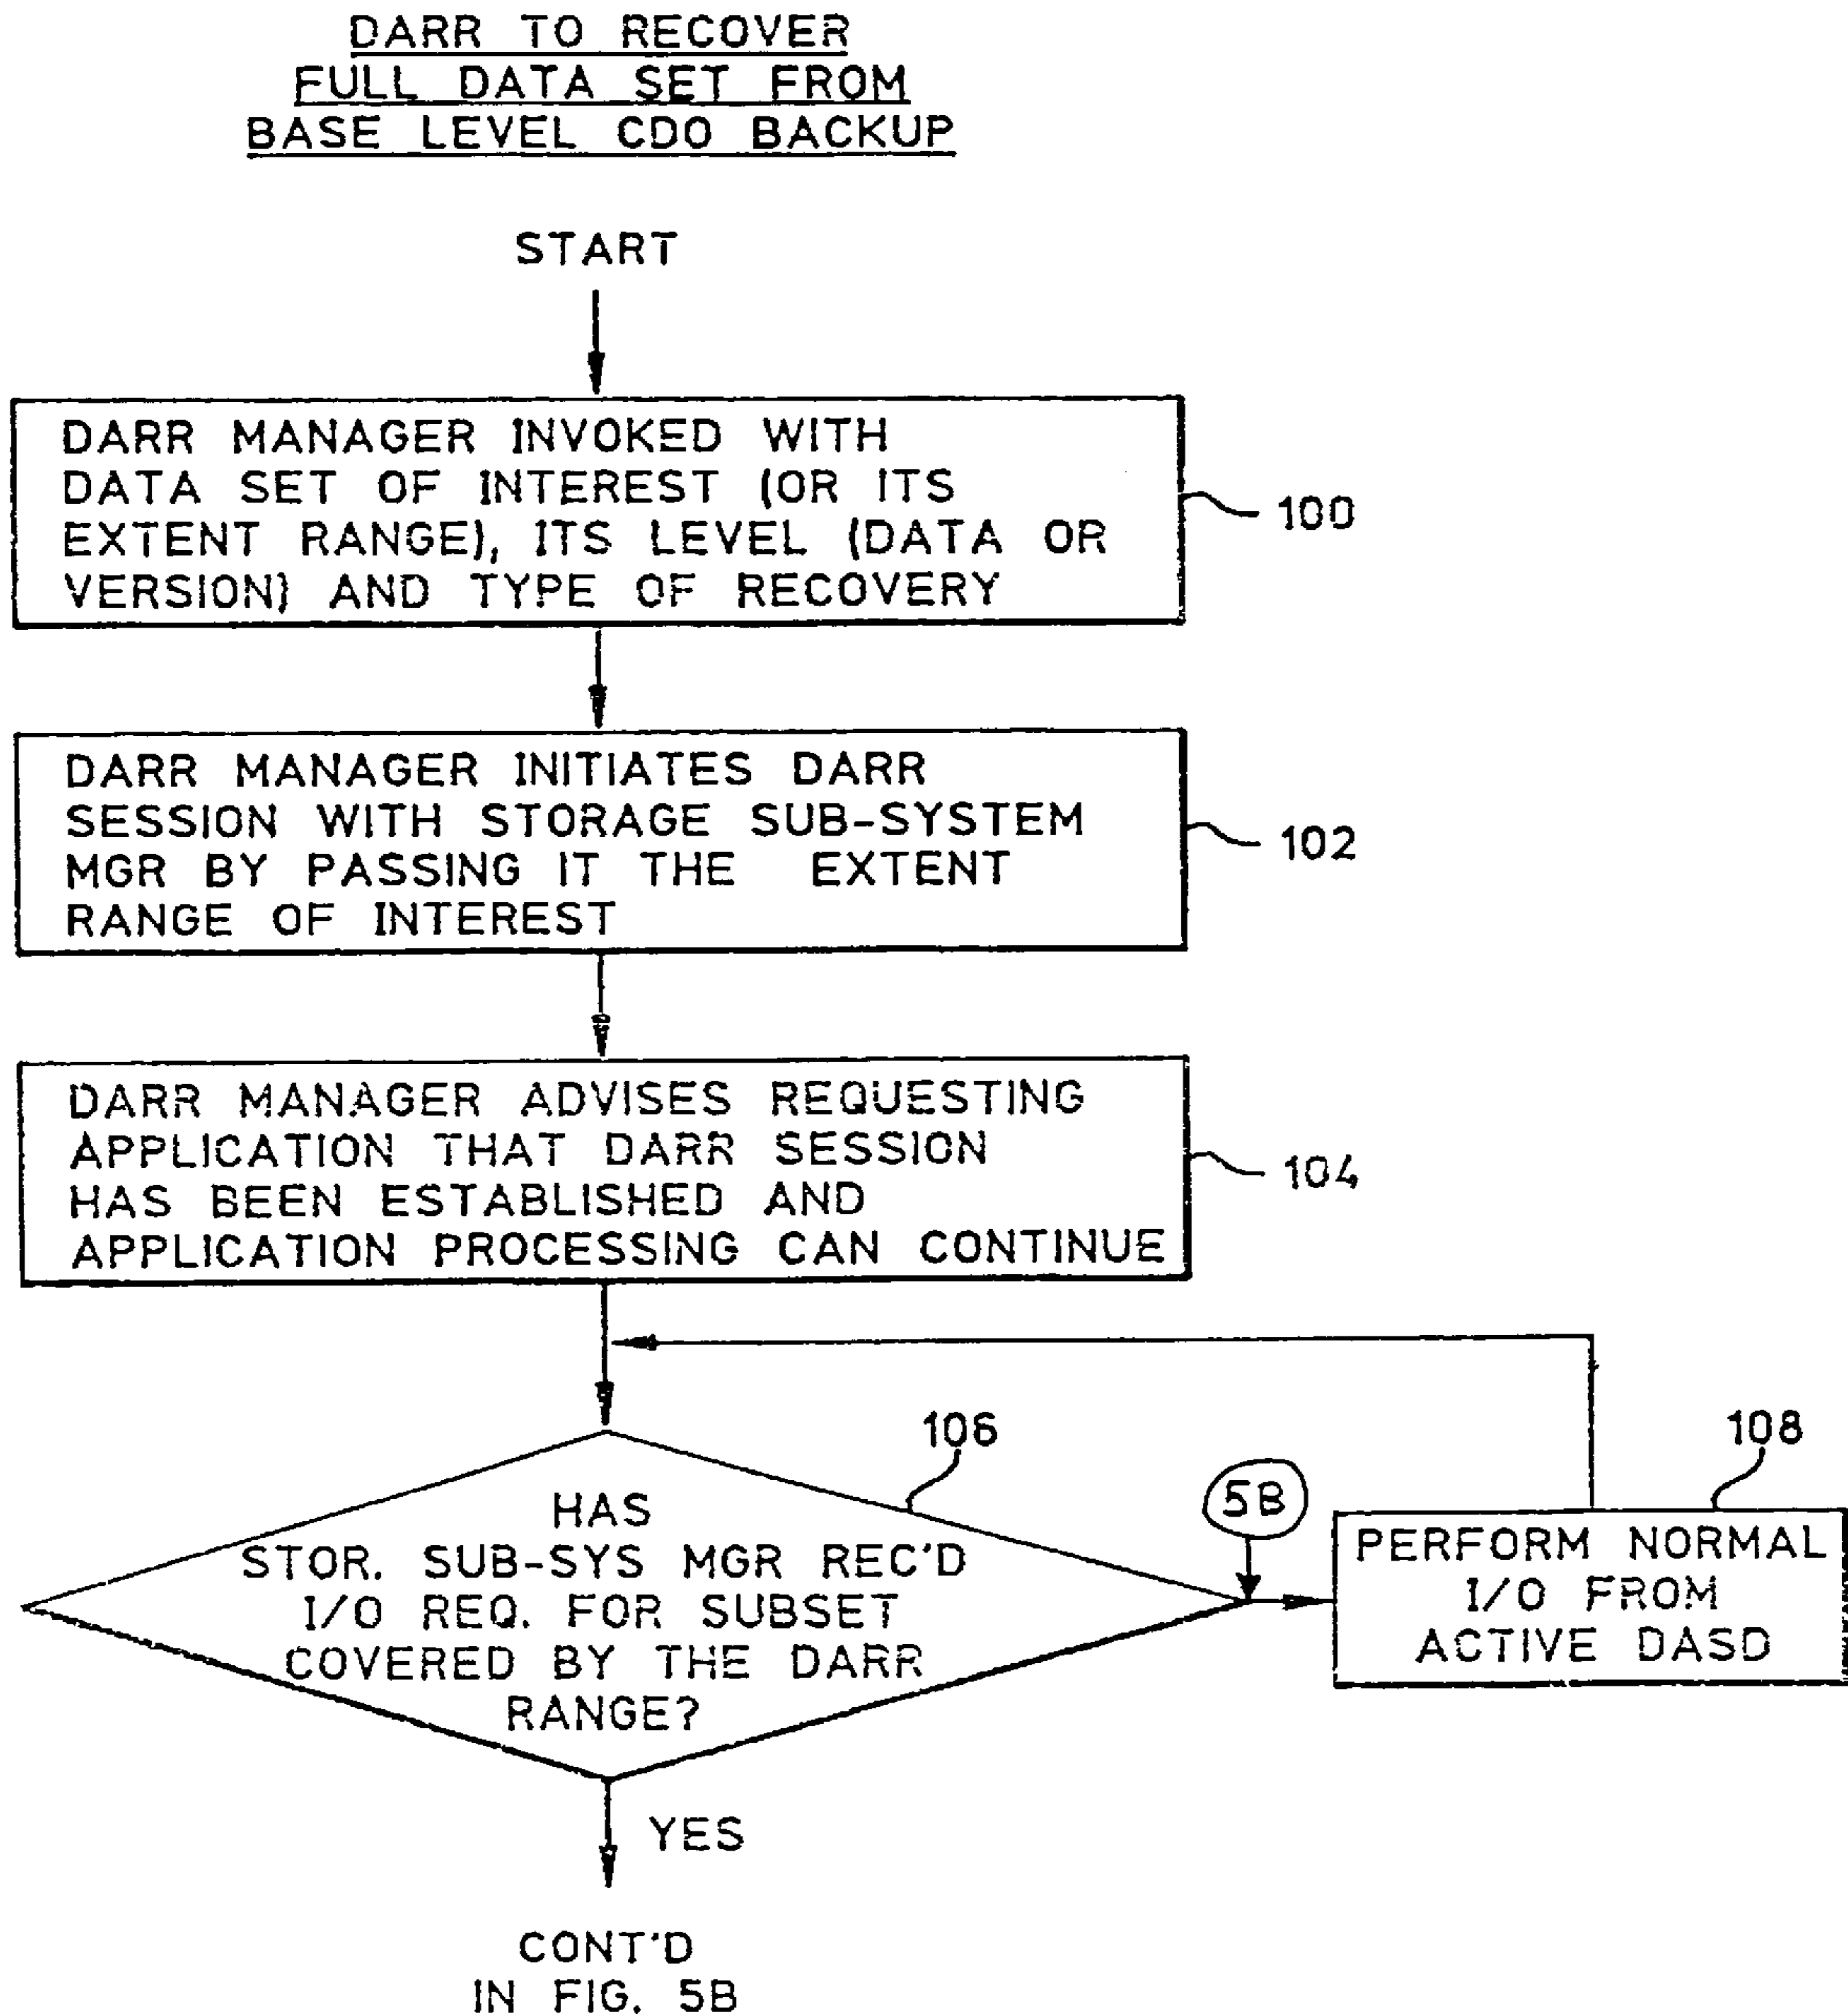 DARR TO RECOVER
FULL DATA SET FROM
BASE LEVEL CDO BACKUP
START
DARR MANAGER INVOKED WITH
DATA SET OF INTEREST (OR ITS
EXTENT RANGE), ITS LEVEL (DATA OR
VERSION) AND TYPE OF RECOVERY
100
DARR MANAGER INITIATES DARR
SESSION WITH STORAGE SUB-SYSTEM
MGR BY PASSING IT THE EXTENT
RANGE OF INTEREST
102
DARR MANAGER ADVISES REQUESTING
APPLICATION THAT DARR SESSION
HAS BEEN ESTABLISHED AND
APPLICATION PROCESSING CAN CONTINUE
104
106
HAS
STOR. SUB-SYS MGR REC'D
I/O REQ. FOR SUBSET
COVERED BY THE DARR
RANGE?
5B
108
PERFORM NORMAL
I/O FROM
ACTIVE DASD
YES
CONT'D
IN FIG. 5B